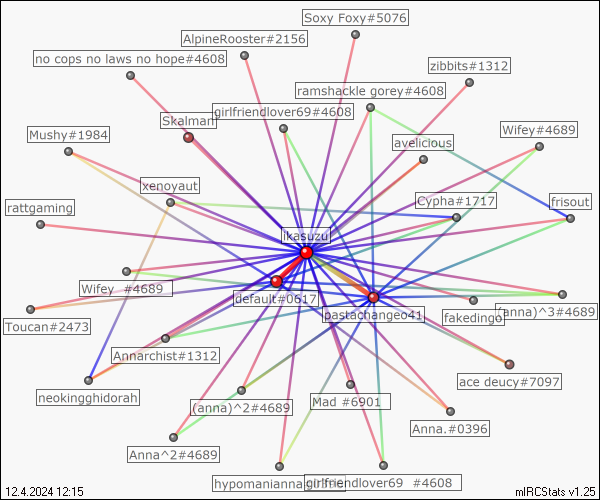 Soxy Foxy#5076
AlpineRooster#2156
no cops no laws no hope#4608
zibbits#1312
ramshackle gorey#4608
girlfriendlover69#4608
Skalman
Wifey#4689
Mushy#1984
avelicious
xenoyaut
Cypha#1717
frisout
rattgaming
ikasuzu
Wifey_#4689
default#0617
(anna)^3#4689
pastachangeo41
fakedingo
Toucan#2473
Annarchist#1312
ace deucy#7097
neokingghidorah
(anna)^2#4689
Mad #6901
Anna.#0396
Anna^2#4689
hypomanianna
girlfriendlover69_#4608
12.4.2024 12:15
mIRCStats v1.25